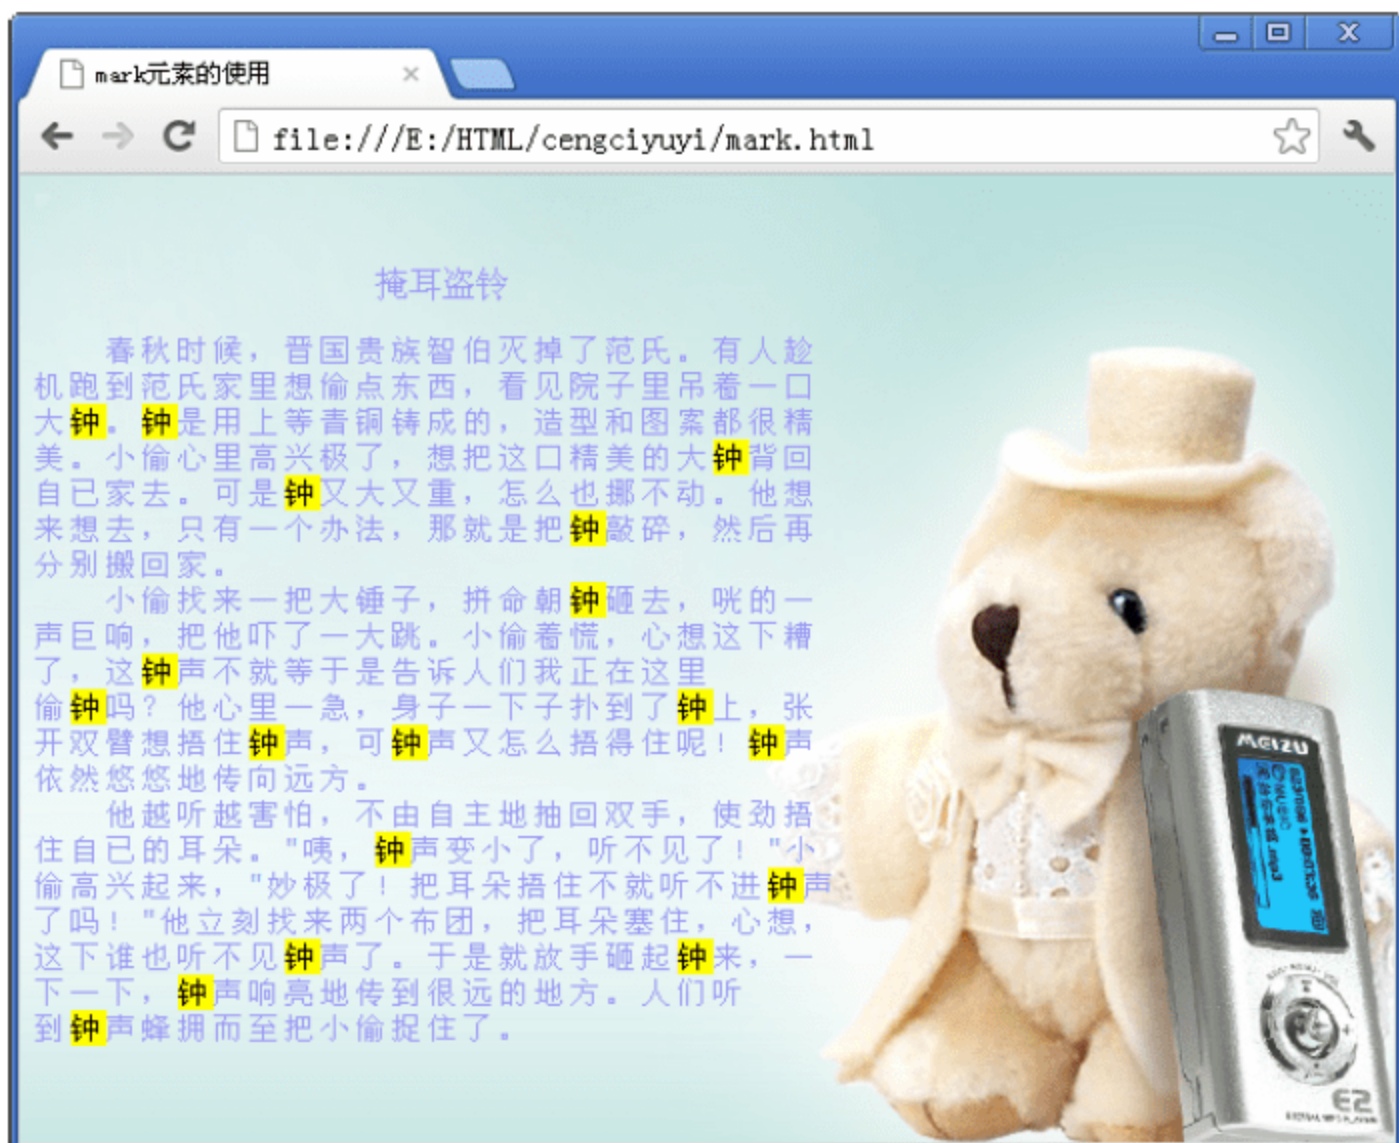 mark元素的使用
file:///E:/HTML/cengciyuyi/mark.html
掩耳盗铃
春秋时候，晋国贵族智伯灭掉了范氏。有人趁
机跑到范氏家里想偷点东西，看见院子里吊着一口
大钟。钟是用上等青铜铸成的，造型和图案都很精
美。小偷心里高兴极了，想把这口精美的大钟背回
自已家去。可是钟又大又重，怎么也挪不动。他想
来想去，只有一个办法，那就是把钟敲碎，然后再
分别搬回家。
小偷找来一把大锤子，拼命朝钟砸去，咣的一
声巨响，把他吓了一大跳。小偷着慌，心想这下糟
了，这钟声不就等于是告诉人们我正在这里
偷钟吗？他心里一急，身子一下子扑到了钟上，张
开双臂想捂住钟声，可钟声又怎么捂得住呢！钟声
依然悠悠地传向远方。
他越听越害怕，不由自主地抽回双手，使劲捂
住自已的耳朵。"咦，钟声变小了，听不见了！"小
偷高兴起来，"妙极了！把耳朵捂住不就听不进钟声
了吗！"他立刻找来两个布团，把耳朵塞住，心想，
这下谁也听不见钟声了。于是就放手砸起钟来，一
下一下，钟声响亮地传到很远的地方。人们听
到钟声蜂拥而至把小偷捉住了。
MEIZU
E2